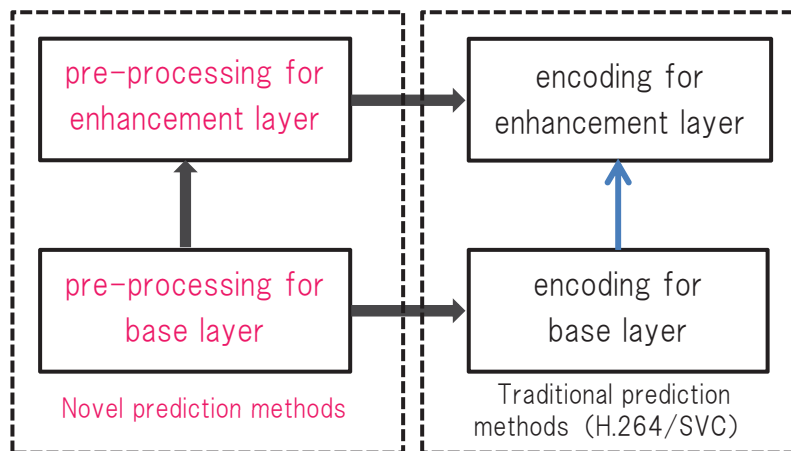 pre-processing for
enhancement layer
encoding for
enhancement layer
pre-processing for
base layer
encoding for
base layer
Novel prediction methods
Traditional prediction
methods (H.264/SVC)